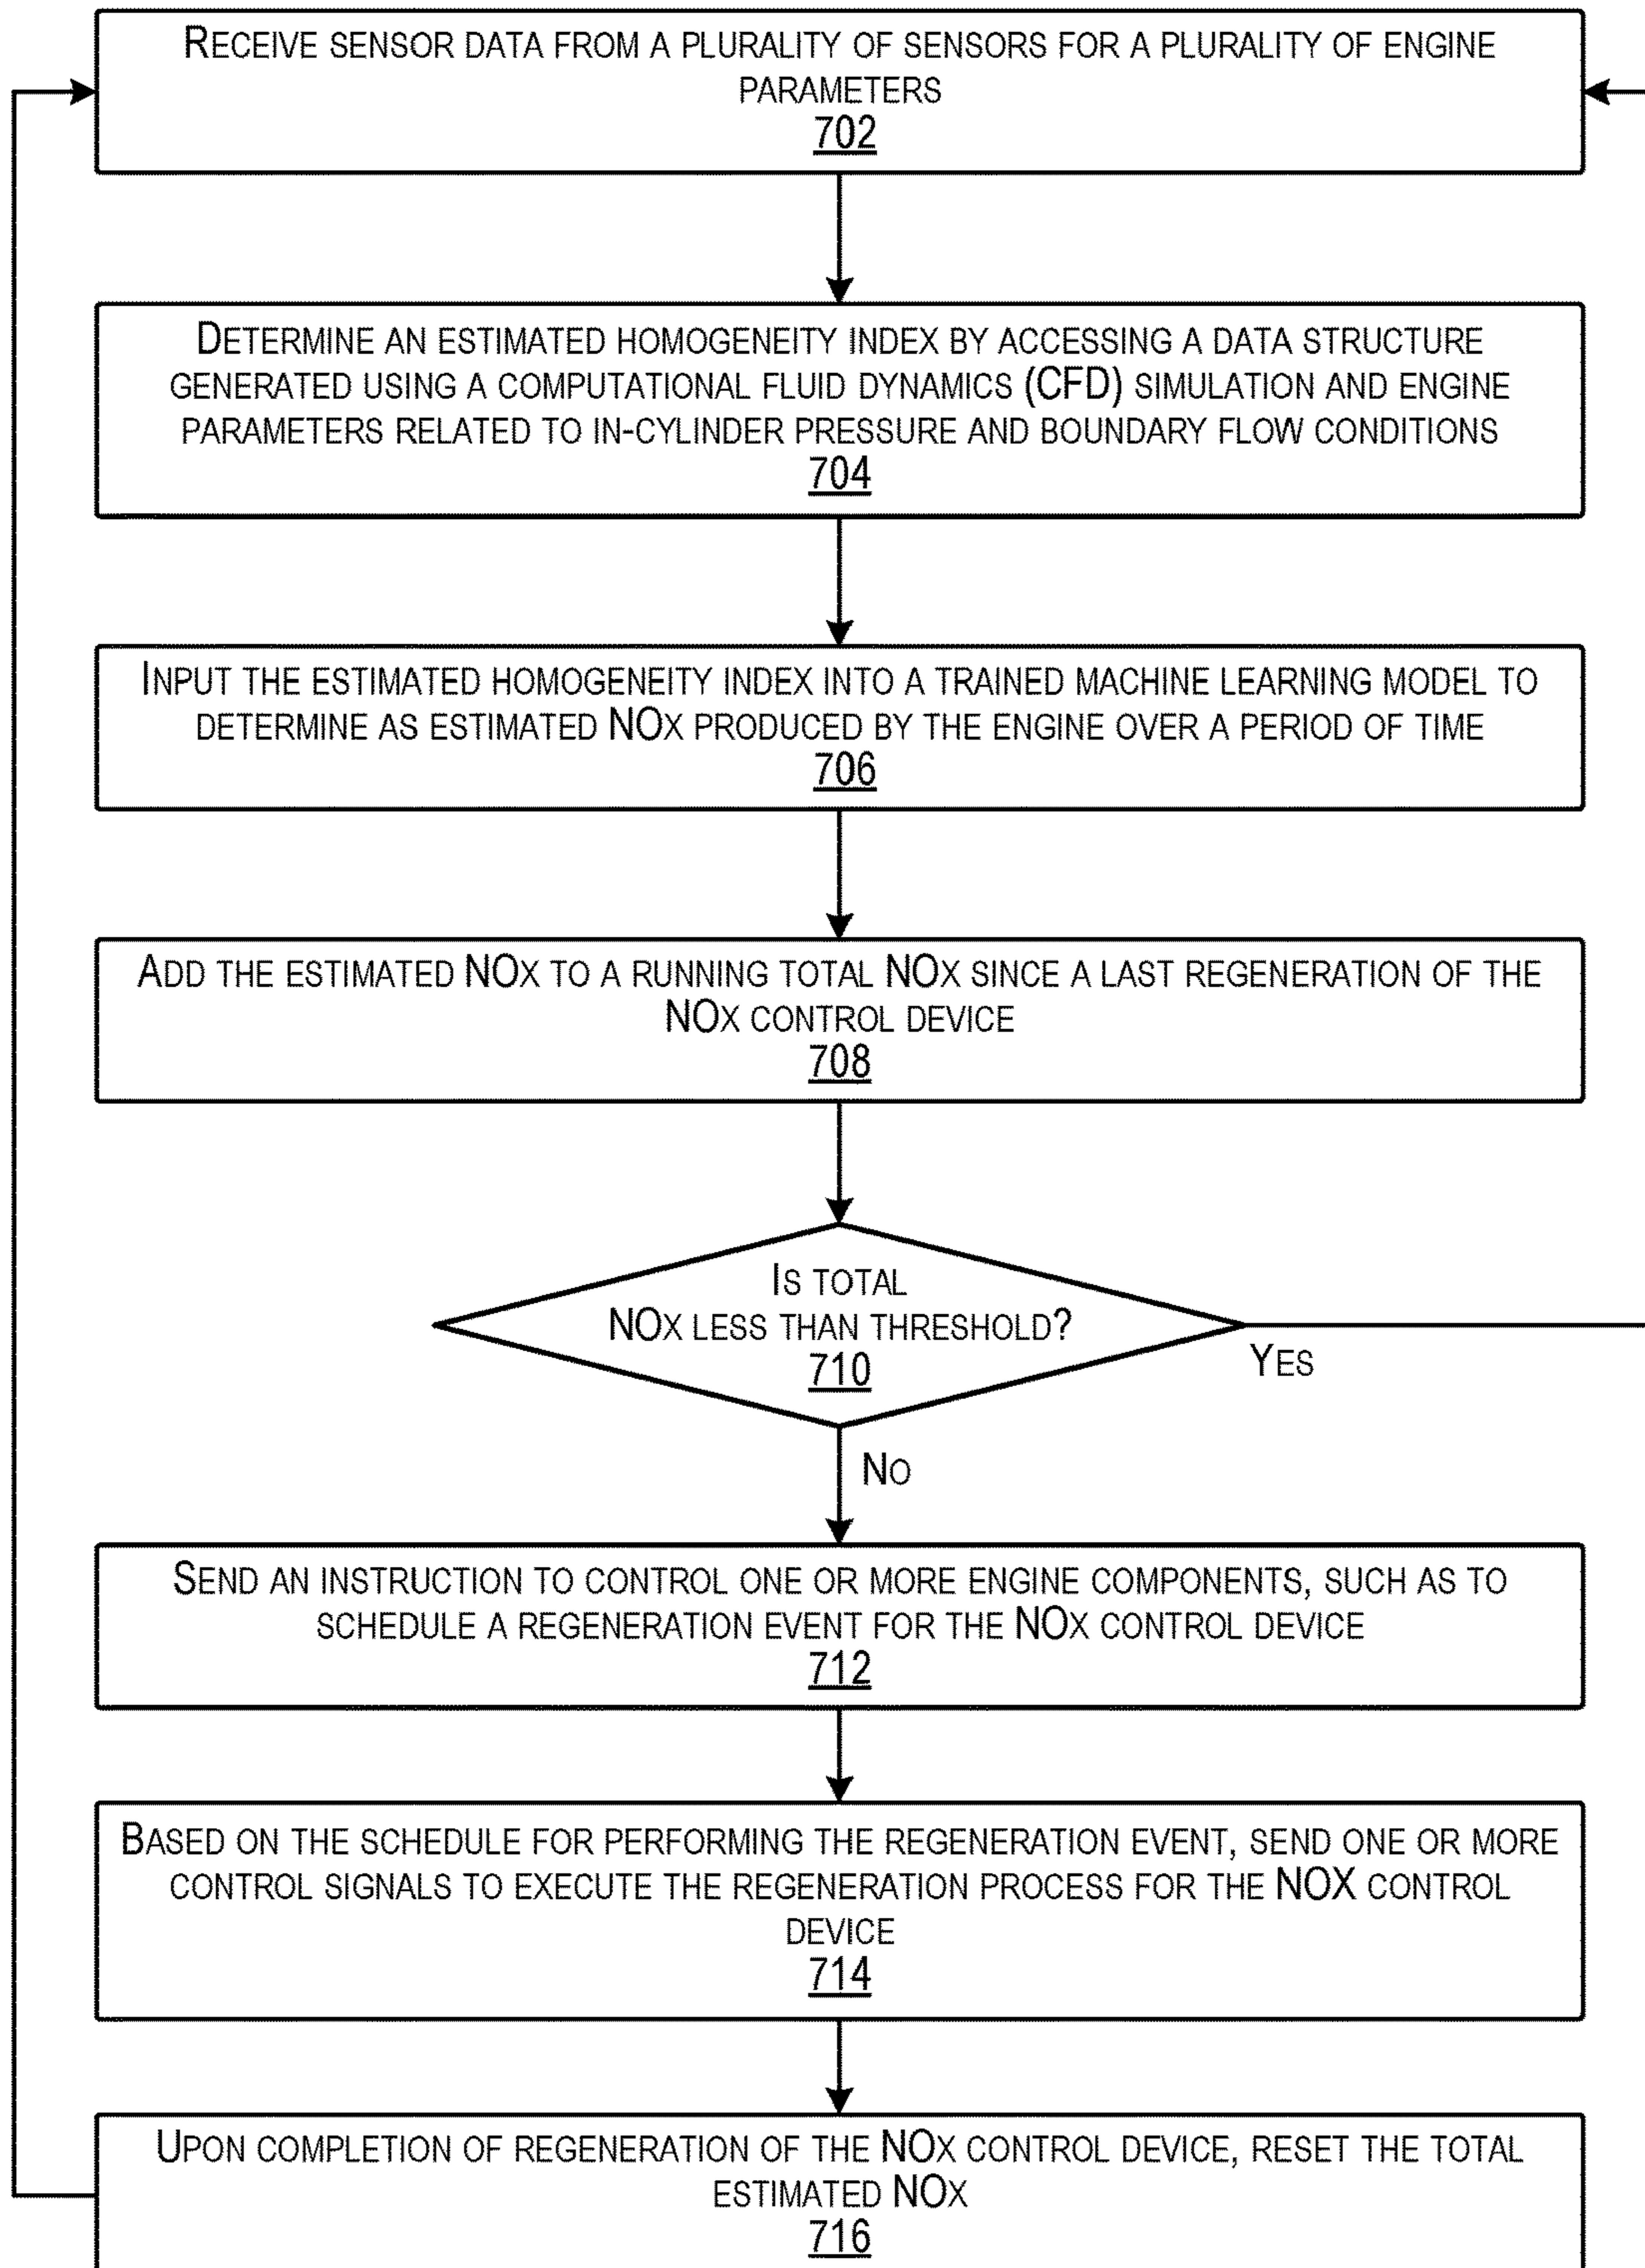 RECEIVE SENSOR DATA FROM A PLURALITY OF SENSORS FOR A PLURALITY OF ENGINE
PARAMETERS
702
DETERMINE AN ESTIMATED HOMOGENEITY INDEX BY ACCESSING A DATA STRUCTURE
GENERATED USING A COMPUTATIONAL FLUID DYNAMICS (CFD) SIMULATION AND ENGINE
PARAMETERS RELATED TO IN-CYLINDER PRESSURE AND BOUNDARY FLOW CONDITIONS
704
INPUT THE ESTIMATED HOMOGENEITY INDEX INTO A TRAINED MACHINE LEARNING MODEL TO
DETERMINE AS ESTIMATED NOX PRODUCED BY THE ENGINE OVER A PERIOD OF TIME
706
ADD THE ESTIMATED NOX TO A RUNNING TOTAL NOX SINCE A LAST REGENERATION OF THE
NOX CONTROL DEVICE
708
IS TOTAL
NOX LESS THAN THRESHOLD?
710
YES
NO
SEND AN INSTRUCTION TO CONTROL ONE OR MORE ENGINE COMPONENTS, SUCH AS TO
SCHEDULE A REGENERATION EVENT FOR THE NOX CONTROL DEVICE
712
BASED ON THE SCHEDULE FOR PERFORMING THE REGENERATION EVENT, SEND ONE OR MORE
CONTROL SIGNALS TO EXECUTE THE REGENERATION PROCESS FOR THE NOX CONTROL
DEVICE
714
UPON COMPLETION OF REGENERATION OF THE NOX CONTROL DEVICE, RESET THE TOTAL
ESTIMATED NOX
716